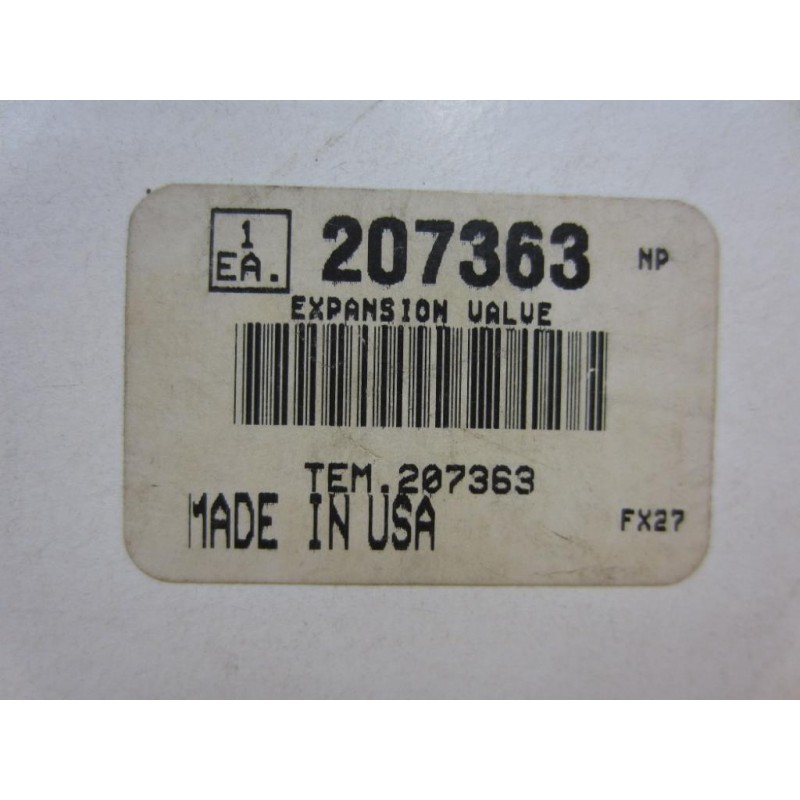 1 EA. 207363 NP
EXPANSION VALVE
TEM.207363
MADE IN USA FX27